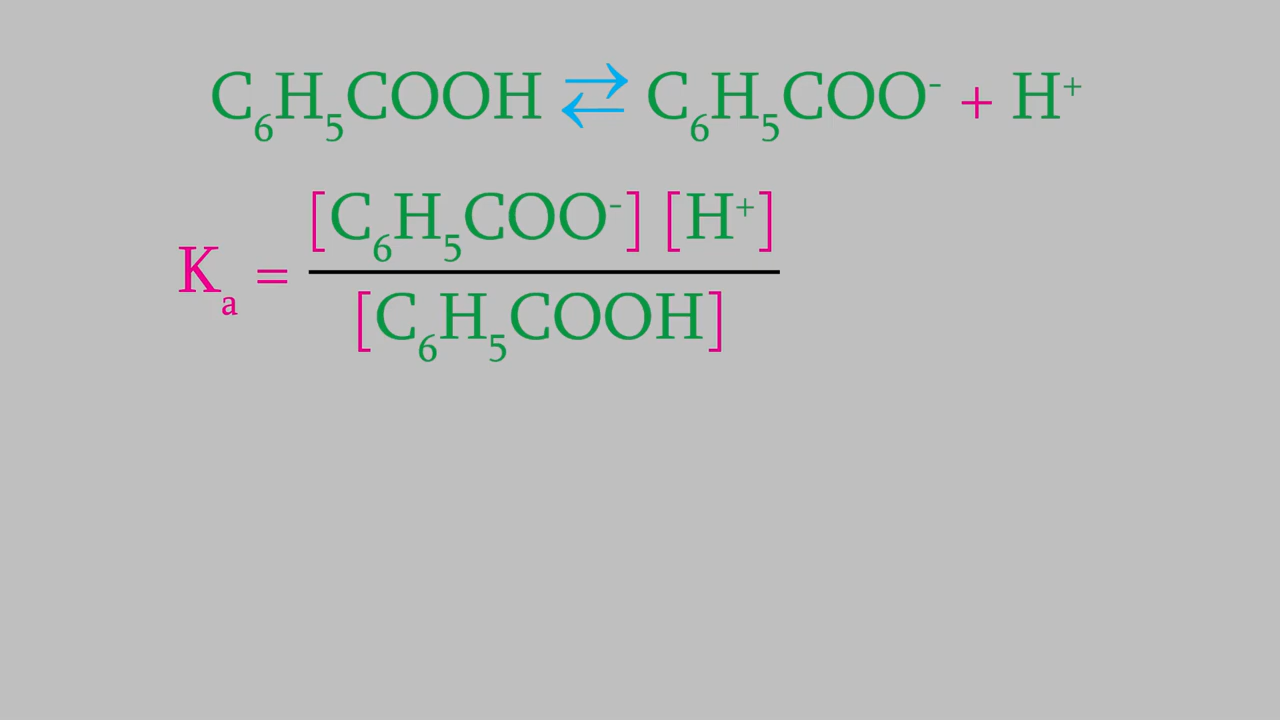 C₆H₅COOH ⇄ C₆H₅COO⁻ + H⁺
[C₆H₅COO⁻] [H⁺]
Kₐ =
[C₆H₅COOH]